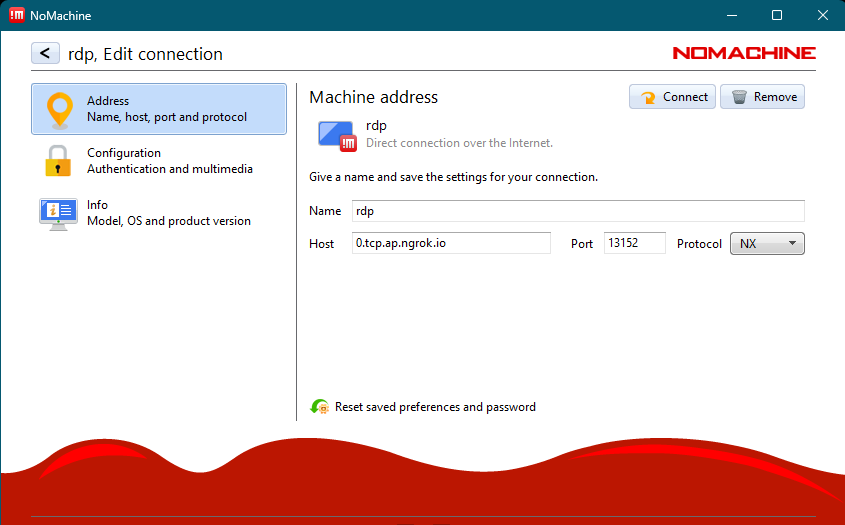 !M NoMachine
< rdp, Edit connection
NOMACHINE
Address
Name, host, port and protocol
Configuration
Authentication and multimedia
Info
Model, OS and product version
Machine address
Connect
Remove
!M
rdp
Direct connection over the Internet.
Give a name and save the settings for your connection.
Name rdp
Host 0.tcp.ap.ngrok.io Port 13152 Protocol NX
Reset saved preferences and password